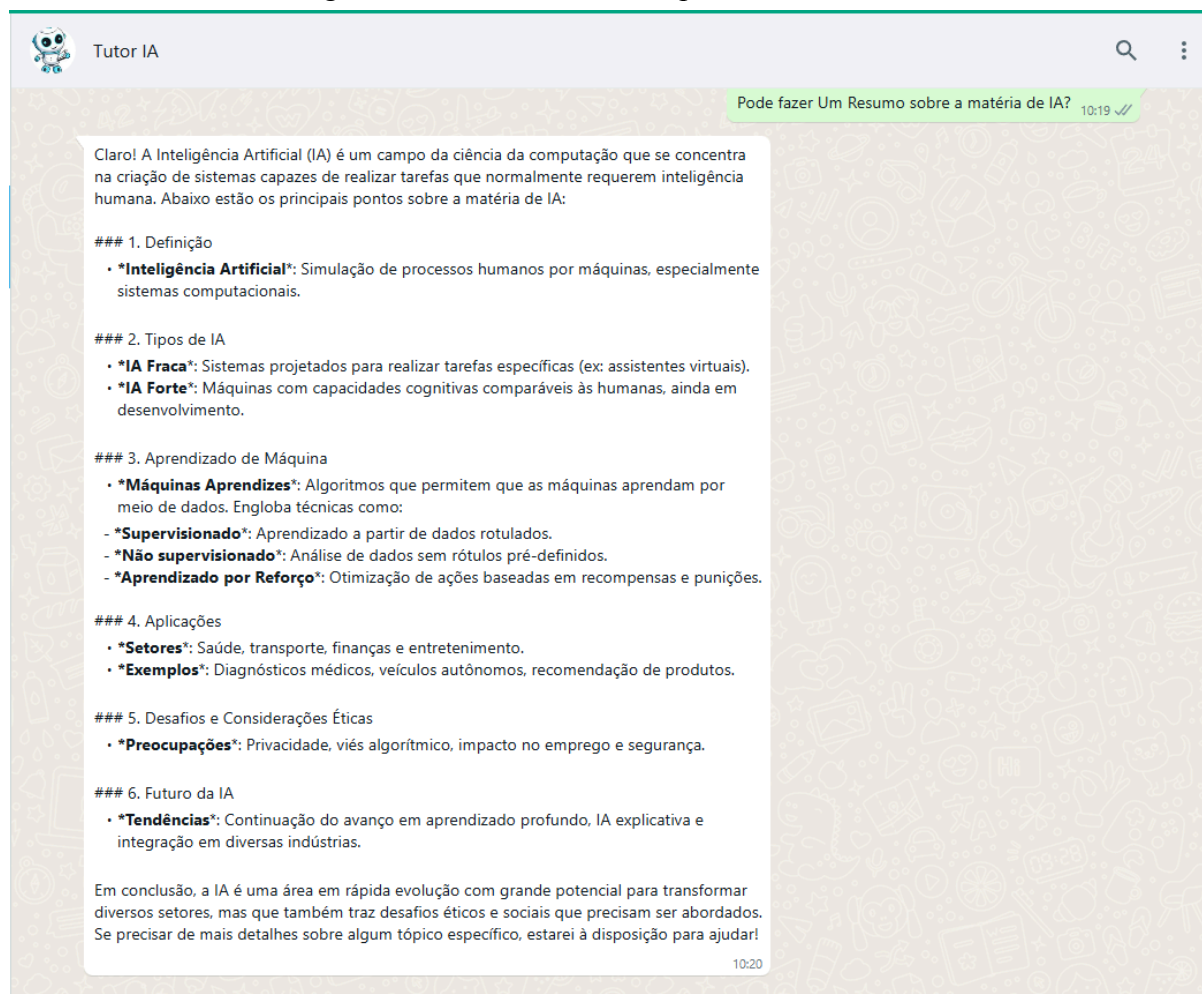 Tutor IA
Pode fazer Um Resumo sobre a matéria de IA? 10:19
Claro! A Inteligência Artificial (IA) é um campo da ciência da computação que se concentra
na criação de sistemas capazes de realizar tarefas que normalmente requerem inteligência
humana. Abaixo estão os principais pontos sobre a matéria de IA:
### 1. Definição
• *Inteligência Artificial*: Simulação de processos humanos por máquinas, especialmente
sistemas computacionais.
### 2. Tipos de IA
• *IA Fraca*: Sistemas projetados para realizar tarefas específicas (ex: assistentes virtuais).
• *IA Forte*: Máquinas com capacidades cognitivas comparáveis às humanas, ainda em
desenvolvimento.
### 3. Aprendizado de Máquina
• *Máquinas Aprendizes*: Algoritmos que permitem que as máquinas aprendam por
meio de dados. Engloba técnicas como:
- *Supervisionado*: Aprendizado a partir de dados rotulados.
- *Não supervisionado*: Análise de dados sem rótulos pré-definidos.
- *Aprendizado por Reforço*: Otimização de ações baseadas em recompensas e punições.
### 4. Aplicações
• *Setores*: Saúde, transporte, finanças e entretenimento.
• *Exemplos*: Diagnósticos médicos, veículos autônomos, recomendação de produtos.
### 5. Desafios e Considerações Éticas
• *Preocupações*: Privacidade, viés algorítmico, impacto no emprego e segurança.
### 6. Futuro da IA
• *Tendências*: Continuação do avanço em aprendizado profundo, IA explicativa e
integração em diversas indústrias.
Em conclusão, a IA é uma área em rápida evolução com grande potencial para transformar
diversos setores, mas que também traz desafios éticos e sociais que precisam ser abordados.
Se precisar de mais detalhes sobre algum tópico específico, estarei à disposição para ajudar!
10:20